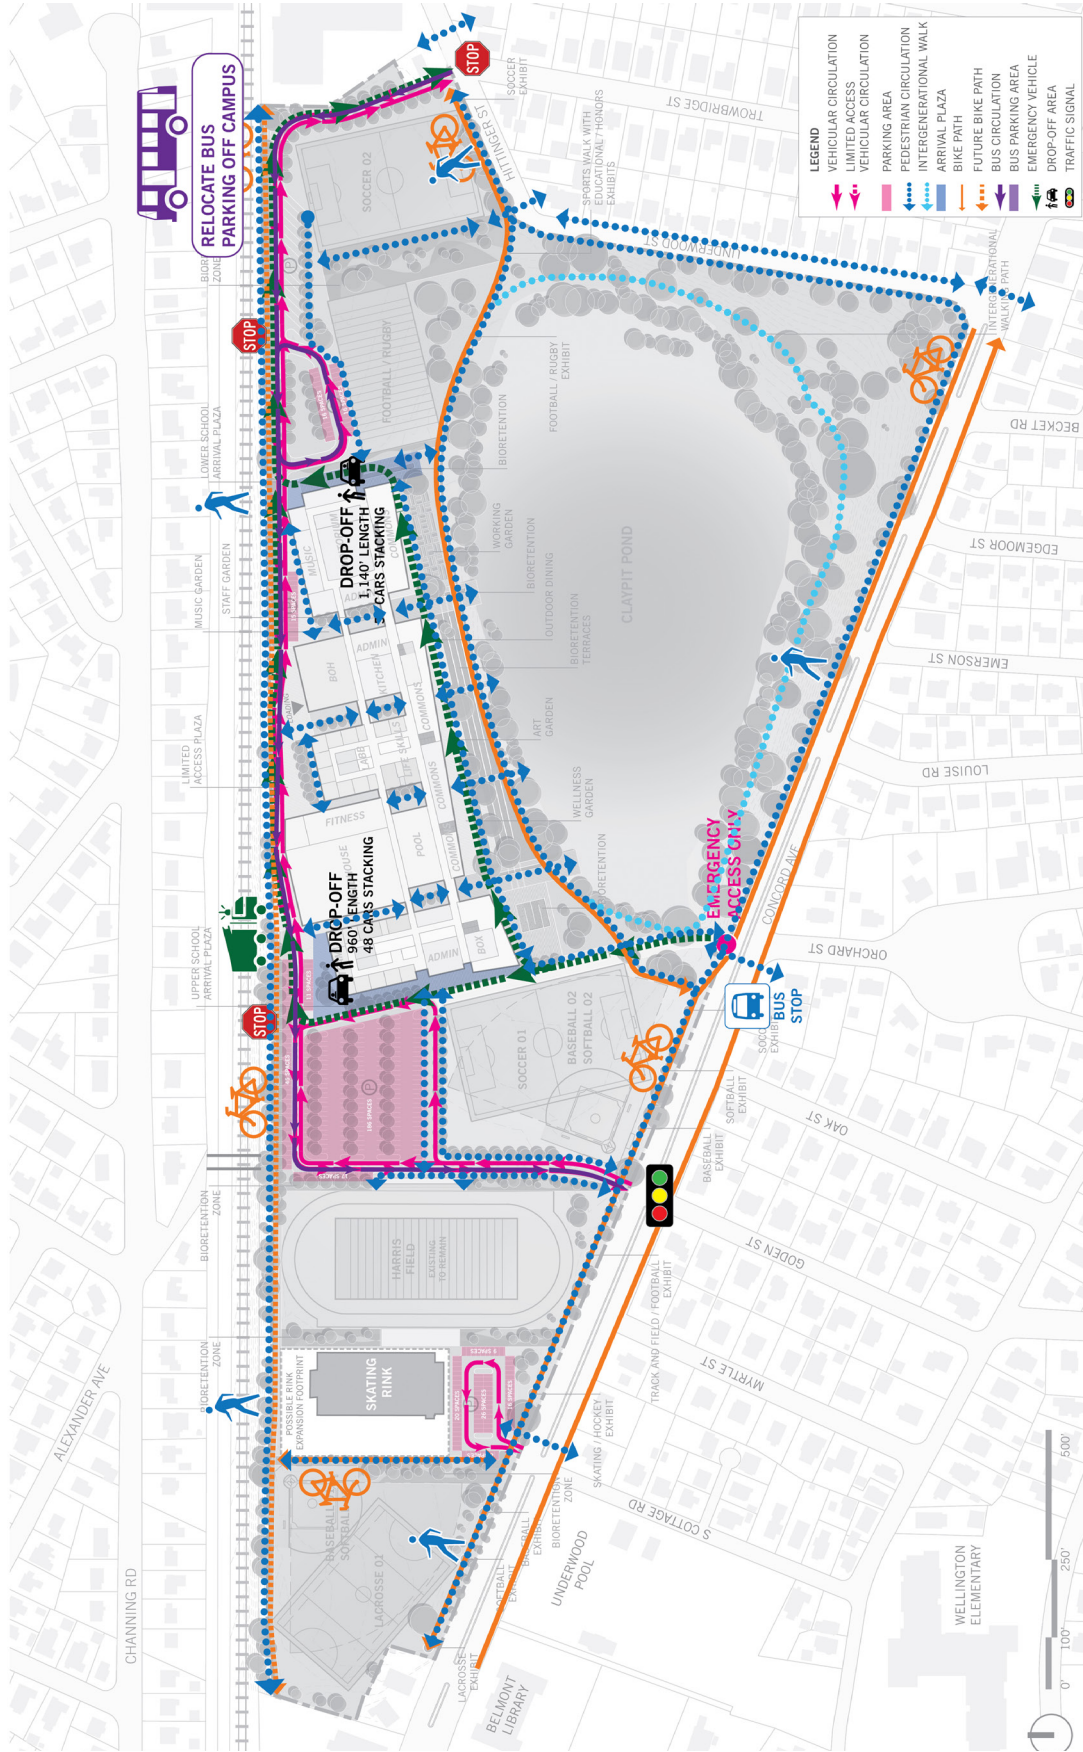 RELOCATE BUS
PARKING OFF CAMPUS
LEGEND
VEHICULAR CIRCULATION
LIMITED ACCESS
VEHICULAR CIRCULATION
PARKING AREA
PEDESTRIAN CIRCULATION
INTERGENERATIONAL WALK
ARRIVAL PLAZA
BIKE PATH
FUTURE BIKE PATH
BUS CIRCULATION
BUS PARKING AREA
EMERGENCY VEHICLE
DROP-OFF AREA
TRAFFIC SIGNAL
STOP
STOP
STOP
SOCCER
EXHIBIT
HITTINGER ST
TROWBRIDGE ST
SPORTS WALK WITH
EDUCATIONAL / HONORS
EXHIBITS
UNDERWOOD ST
INTERGENERATIONAL
WALKING PATH
SOCCER 02
FOOTBALL / RUGBY
FOOTBALL / RUGBY
EXHIBIT
BIORETENTION
LOWER SCHOOL
ARRIVAL PLAZA
MUSIC GARDEN
STAFF GARDEN
LIMITED
ACCESS PLAZA
UPPER SCHOOL
ARRIVAL PLAZA
BIORETENTION
ZONE
BIORETENTION
ZONE
WORKING
GARDEN
BIORETENTION
OUTDOOR DINING
BIORETENTION
TERRACES
ART
GARDEN
WELLNESS
GARDEN
BIORETENTION
CLAYPIT POND
DROP-OFF
1,140' LENGTH
CARS STACKING
DROP-OFF
960' LENGTH
48 CARS STACKING
MUSIC
COMMONS
ADMIN
BOH
KITCHEN
COMMONS
LIFE SKILLS
FITNESS
POOL
COMMONS
ADMIN
BOX
EMERGENCY
ACCESS ONLY
BUS
STOP
CONCORD AVE
BECKET RD
EDGEMOOR ST
EMERSON ST
LOUISE RD
ORCHARD ST
OAK ST
GODEN ST
MYRTLE ST
S COTTAGE RD
SOCCER 01
BASEBALL 02
SOFTBALL 02
SOFTBALL
EXHIBIT
BASEBALL
EXHIBIT
186 SPACES
HARRIS
FIELD
EXISTING
TO REMAIN
TRACK AND FIELD / FOOTBALL
EXHIBIT
POSSIBLE RINK
EXPANSION FOOTPRINT
SKATING
RINK
20 SPACES
SKATING / HOCKEY
EXHIBIT
BIORETENTION
ZONE
LACROSSE 01
LACROSSE
EXHIBIT
UNDERWOOD
POOL
BELMONT
LIBRARY
WELLINGTON
ELEMENTARY
ALEXANDER AVE
CHANNING RD
0' 100' 250' 500'